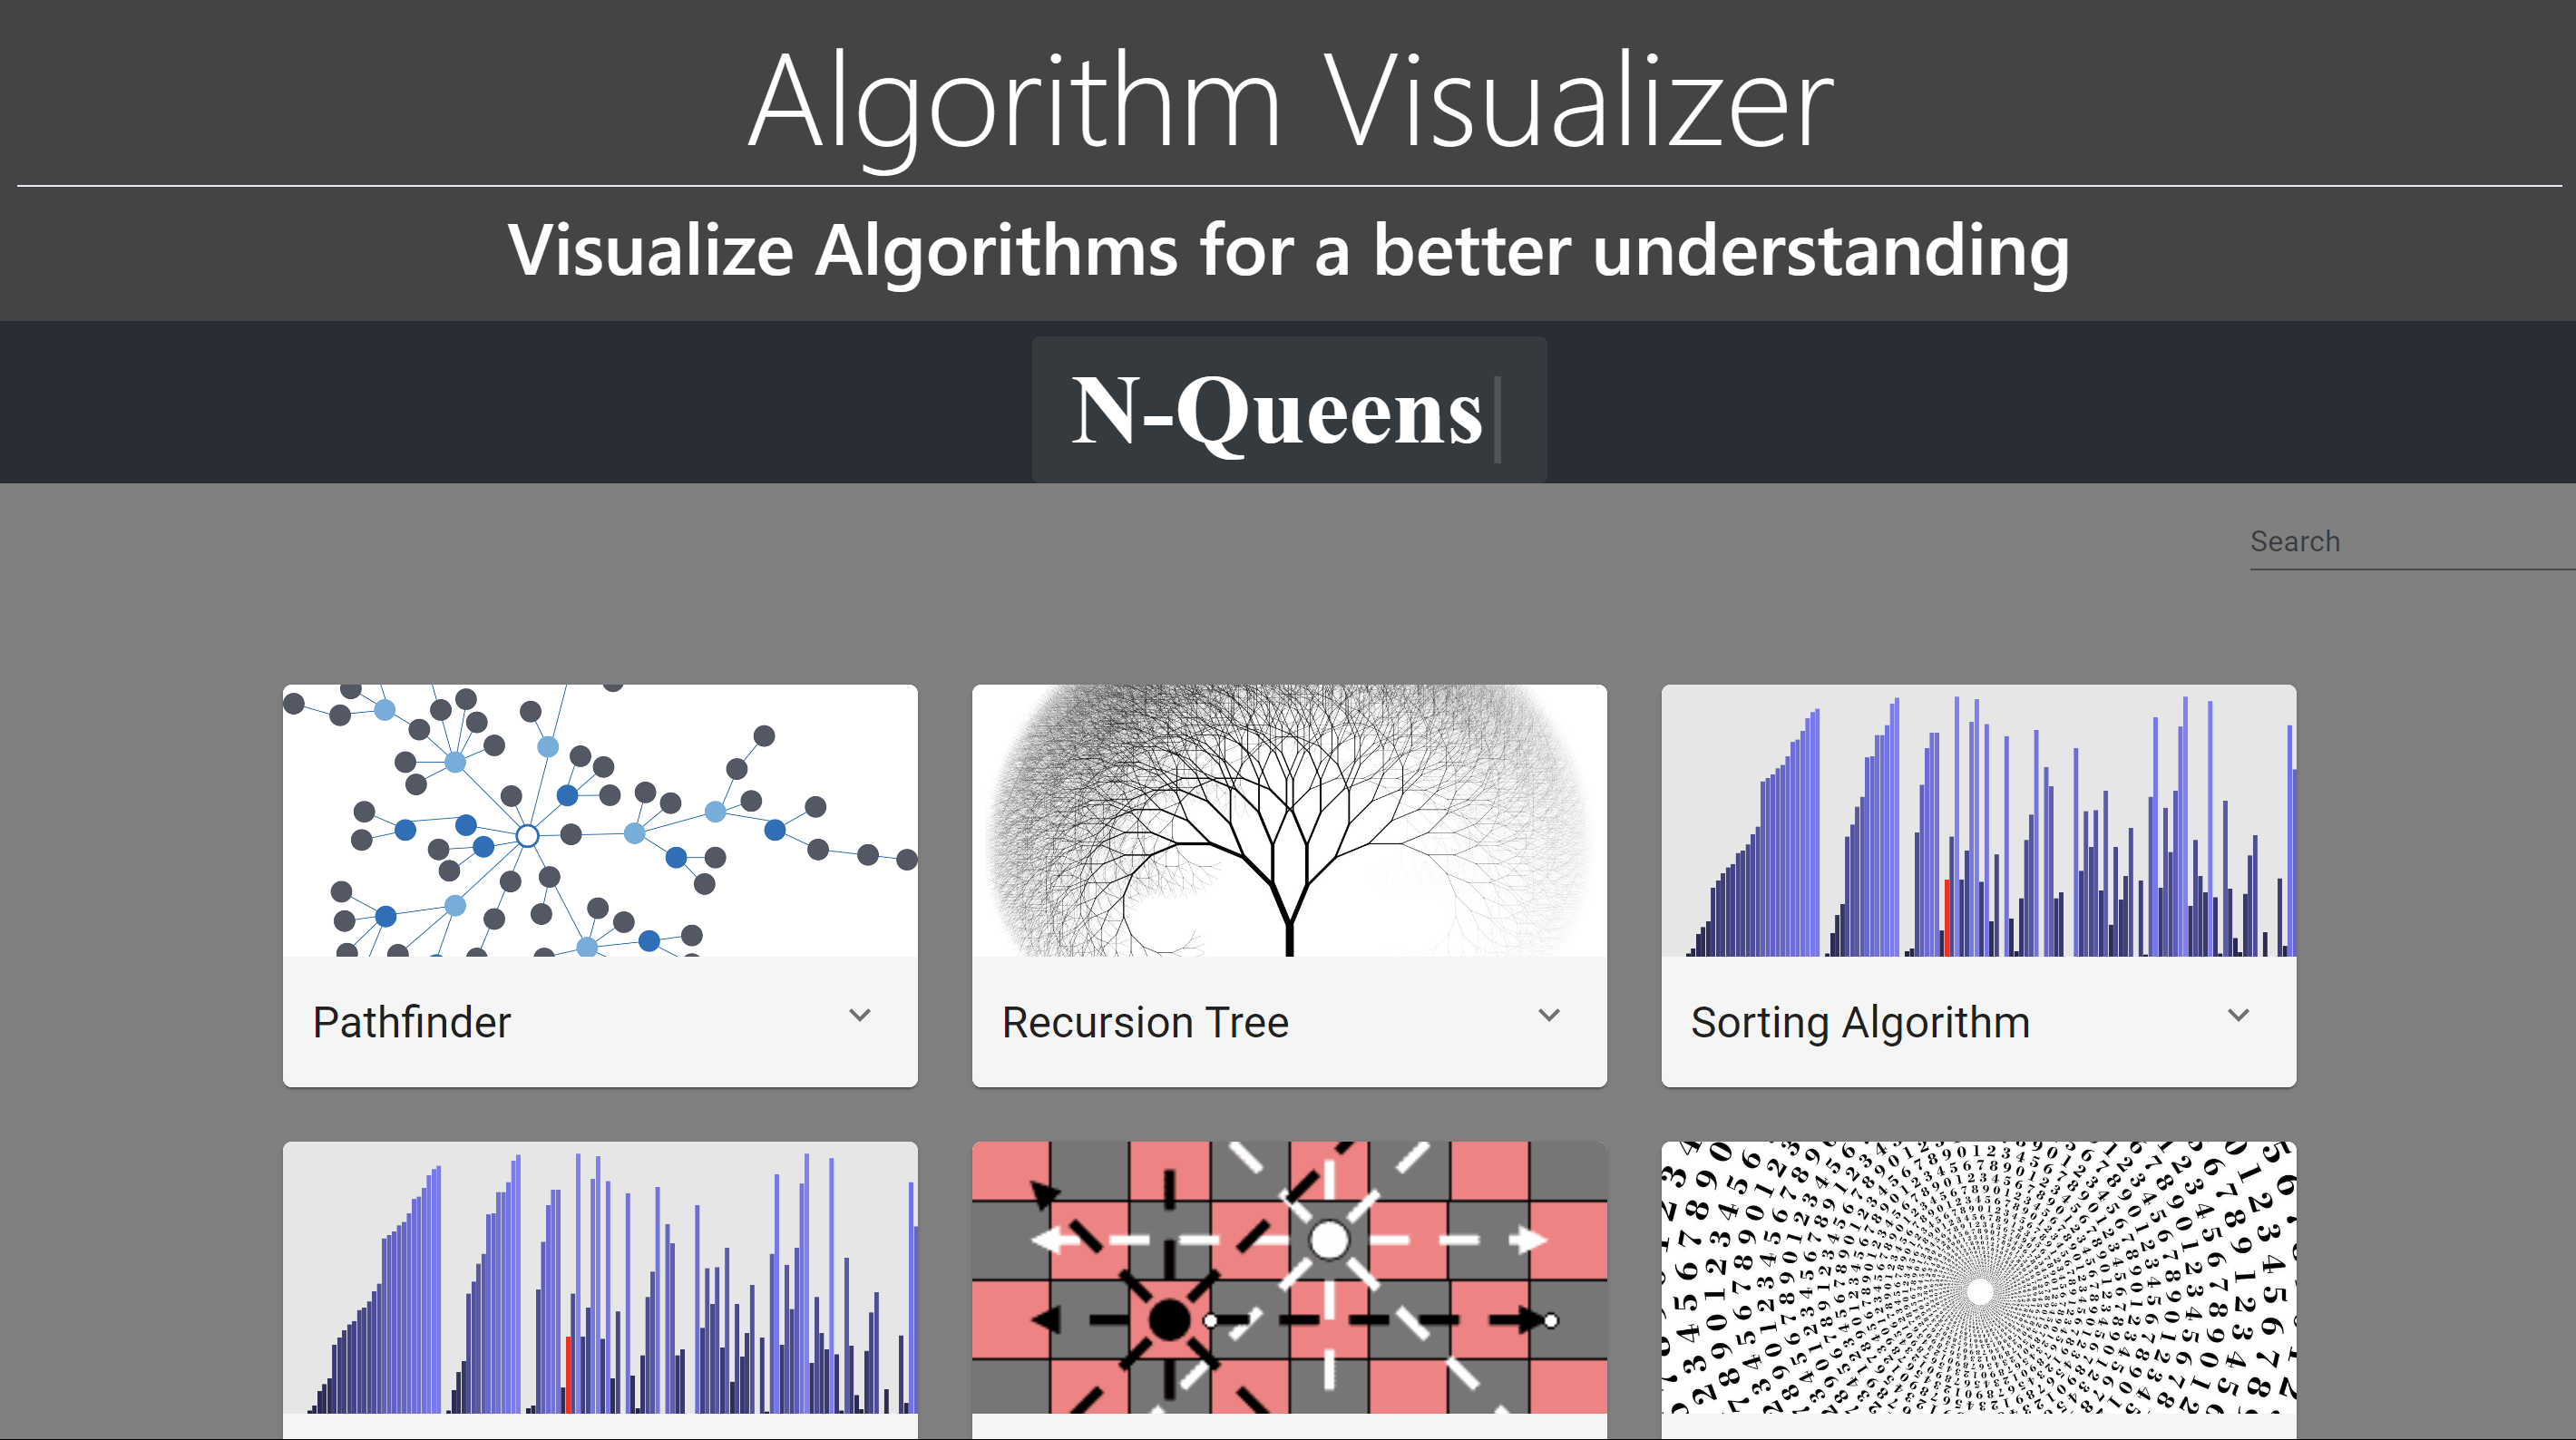 Algorithm Visualizer
Visualize Algorithms for a better understanding
N-Queens
Search
Pathfinder
Recursion Tree
Sorting Algorithm